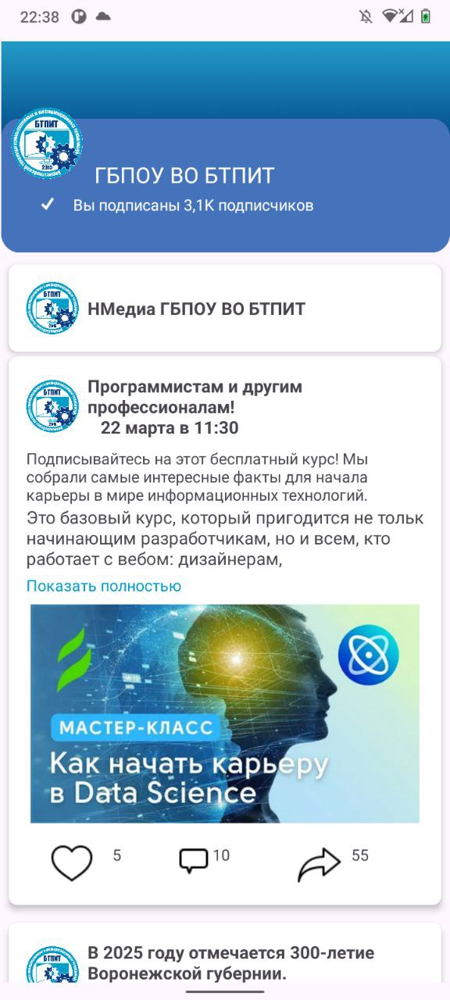 22:38
БТПИТ
2015
ГБПОУ ВО БТПИТ
Вы подписаны 3,1K подписчиков
БТПИТ
НМедиа ГБПОУ ВО БТПИТ
БТПИТ
Программистам и другим
профессионалам!
22 марта в 11:30
Подписывайтесь на этот бесплатный курс! Мы
собрали самые интересные факты для начала
карьеры в мире информационных технологий.
Это базовый курс, который пригодится не тольк
начинающим разработчикам, но и всем, кто
работает с вебом: дизайнерам,
Показать полностью
МАСТЕР-КЛАСС
Как начать карьеру
в Data Science
5
10
55
БТПИТ
В 2025 году отмечается 300-летие
Воронежской губернии.